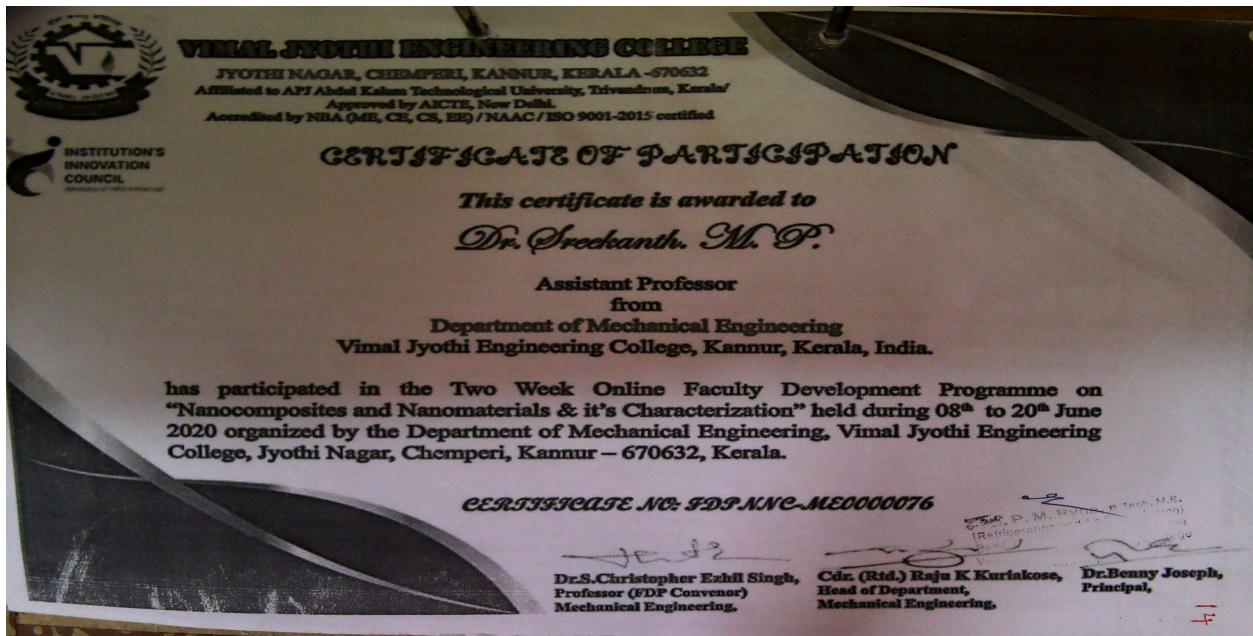 VIMAL JYOTHI ENGINEERING COLLEGE
JYOTHI NAGAR, CHEMPERI, KANNUR, KERALA -670632
Affiliated to APJ Abdul Kalam Technological University, Trivandrum, Kerala/
Approved by AICTE, New Delhi.
Accredited by NBA (ME, CE, CS, EE) / NAAC / ISO 9001-2015 certified
VIMAL JYOTHI
INSTITUTION'S
INNOVATION
COUNCIL
CERTIFICATE OF PARTICIPATION
This certificate is awarded to
Dr. Sreekanth. M. P.
Assistant Professor
from
Department of Mechanical Engineering
Vimal Jyothi Engineering College, Kannur, Kerala, India.
has participated in the Two Week Online Faculty Development Programme on
“Nanocomposites and Nanomaterials & it’s Characterization” held during 08th to 20th June
2020 organized by the Department of Mechanical Engineering, Vimal Jyothi Engineering
College, Jyothi Nagar, Chemperi, Kannur – 670632, Kerala.
CERTIFICATE NO: FDP-NNC-ME0000076
P. M. B.Tech, M.E.
Dr.S.Christopher Ezhil Singh,
Professor (FDP Convenor)
Mechanical Engineering,
Cdr. (Rtd.) Raju K Kuriakose,
Head of Department,
Mechanical Engineering,
Dr.Benny Joseph,
Principal,
17